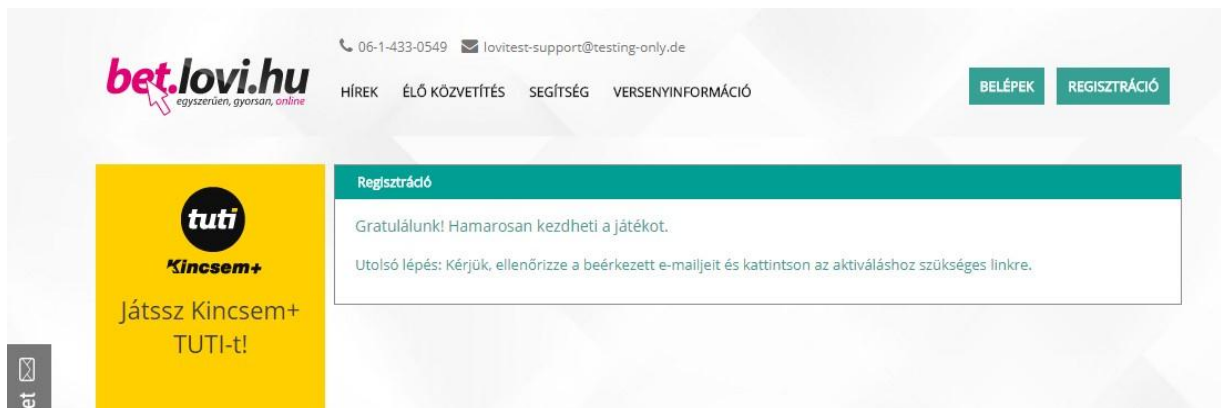 06-1-433-0549 lovitest-support@testing-only.de
bet.lovi.hu
egyszerűen, gyorsan, online
HÍREK ÉLŐ KÖZVETÍTÉS SEGÍTSÉG VERSENYINFORMÁCIÓ
BELÉPEK REGISZTRÁCIÓ
tuti
Kincsem+
Játssz Kincsem+
TUTI-t!
Regisztráció
Gratulálunk! Hamarosan kezdheti a játékot.
Utolsó lépés: Kérjük, ellenőrizze a beérkezett e-mailjeit és kattintson az aktiváláshoz szükséges linkre.
et